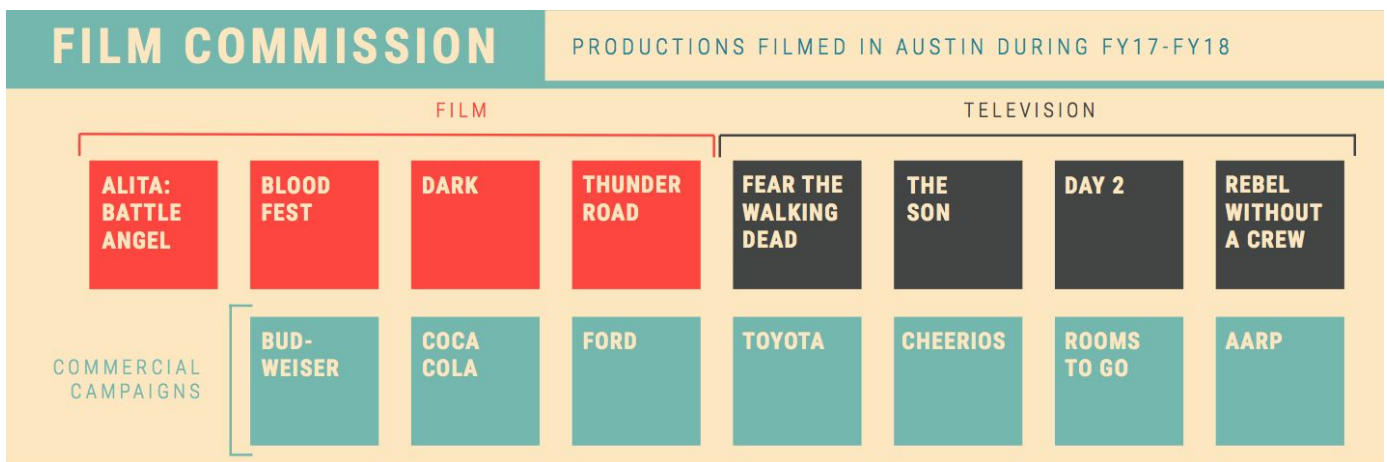 FILM COMMISSION
PRODUCTIONS FILMED IN AUSTIN DURING FY17-FY18
FILM
TELEVISION
ALITA:
BATTLE
ANGEL
BLOOD
FEST
DARK
THUNDER
ROAD
FEAR THE
WALKING
DEAD
THE
SON
DAY 2
REBEL
WITHOUT
A CREW
COMMERCIAL
CAMPAIGNS
BUD-
WEISER
COCA
COLA
FORD
TOYOTA
CHEERIOS
ROOMS
TO GO
AARP